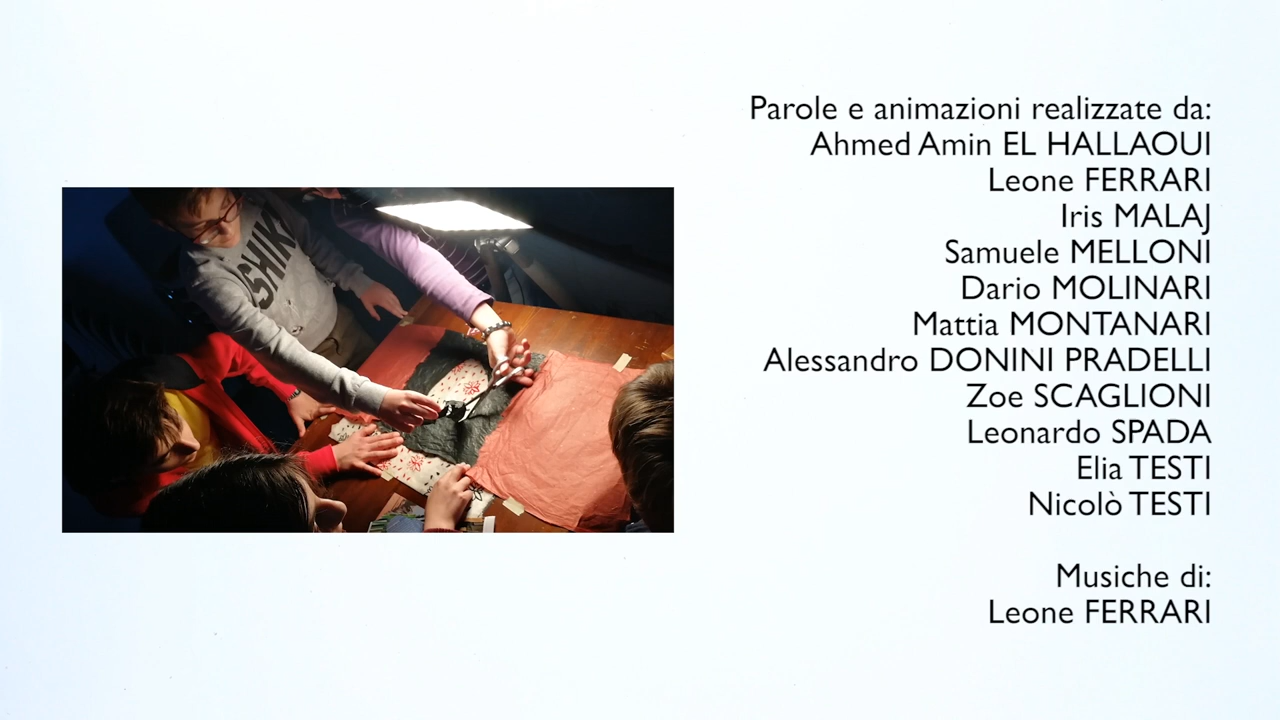 Parole e animazioni realizzate da:
Ahmed Amin EL HALLAOUI
Leone FERRARI
Iris MALAJ
Samuele MELLONI
Dario MOLINARI
Mattia MONTANARI
Alessandro DONINI PRADELLI
Zoe SCAGLIONI
Leonardo SPADA
Elia TESTI
Nicolò TESTI
Musiche di:
Leone FERRARI